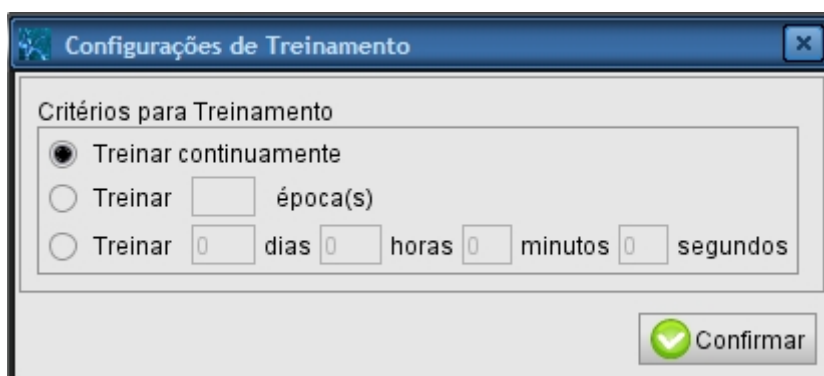 Configurações de Treinamento
Critérios para Treinamento
Treinar continuamente
Treinar época(s)
Treinar 0 dias 0 horas 0 minutos 0 segundos
Confirmar